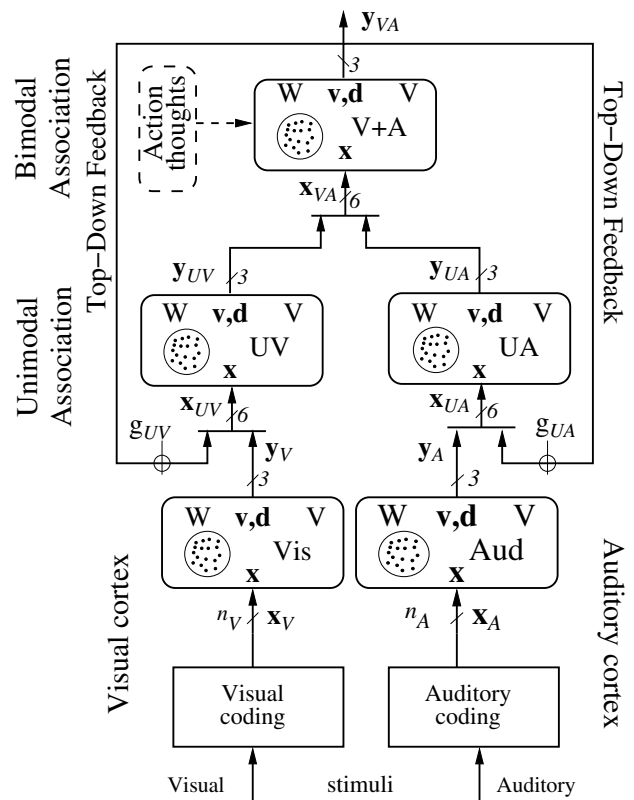 y_VA
3
W v,d V
V+A
x
Action
thoughts
Bimodal
Association
Top−Down Feedback
Top−Down Feedback
x_VA 6
y_UV 3
y_UA 3
W v,d V
UV
x
W v,d V
UA
x
Unimodal
Association
x_UV 6
x_UA 6
g_UV
g_UA
y_V
y_A
3
3
W v,d V
Vis
x
W v,d V
Aud
x
Visual cortex
Auditory cortex
n_V x_V
n_A x_A
Visual
coding
Auditory
coding
Visual stimuli Auditory